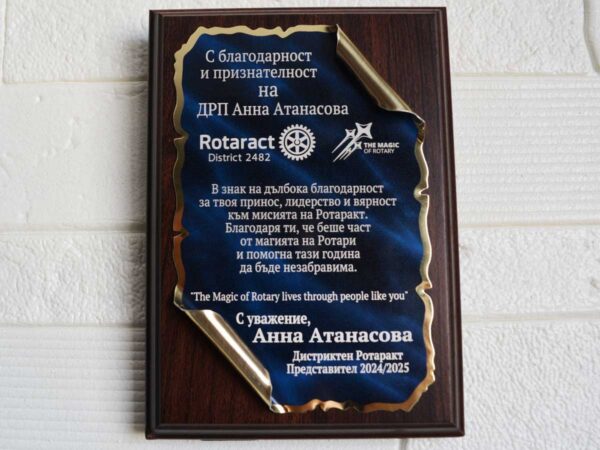 С благодарност
и признателност
на
ДРП Анна Атанасова
Rotaract
District 2482
THE MAGIC
OF ROTARY
В знак на дълбока благодарност
за твоя принос, лидерство и вярност
към мисията на Ротаракт.
Благодаря ти, че беше част
от магията на Ротари
и помогна тази година
да бъде незабравима.
"The Magic of Rotary lives through people like you"
С уважение,
Анна Атанасова
Дистриктен Ротаракт
Представител 2024/2025